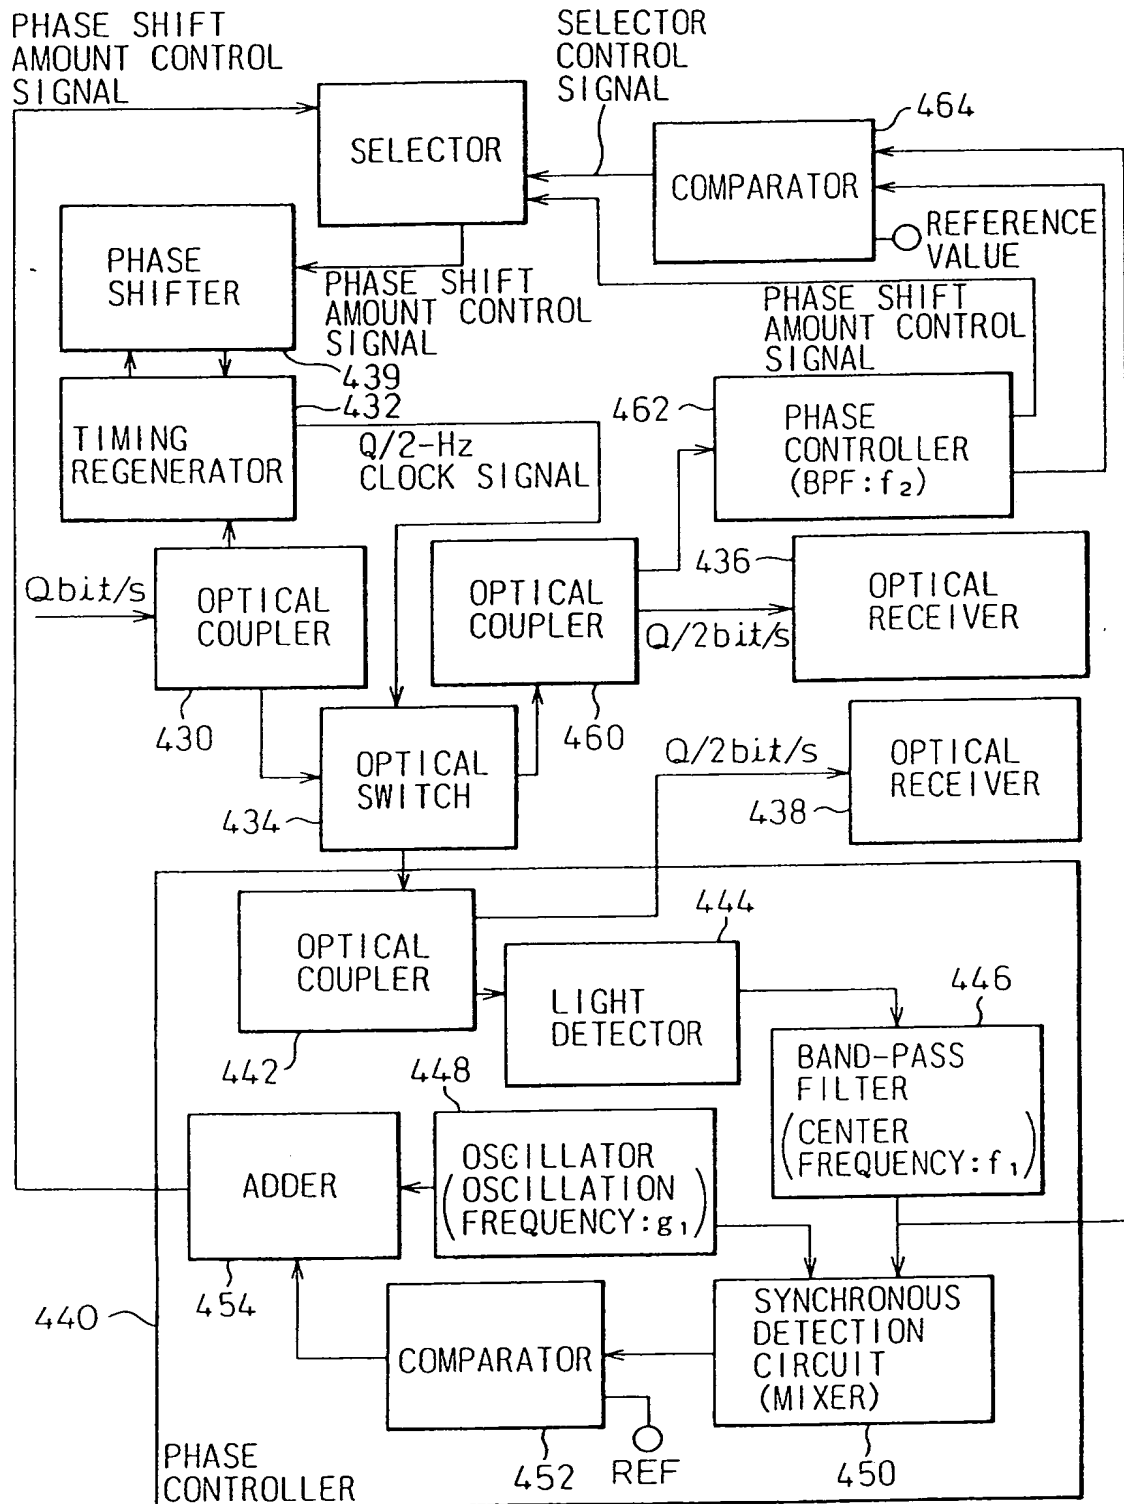 PHASE SHIFT
AMOUNT CONTROL
SIGNAL
SELECTOR
CONTROL
SIGNAL
464
SELECTOR
COMPARATOR
REFERENCE
VALUE
PHASE
SHIFTER
PHASE SHIFT
AMOUNT CONTROL
SIGNAL
PHASE SHIFT
AMOUNT CONTROL
SIGNAL
439
432
462
PHASE
CONTROLLER
(BPF:f₂)
TIMING
REGENERATOR
Q/2-Hz
CLOCK SIGNAL
436
Qbit/s
OPTICAL
COUPLER
OPTICAL
COUPLER
OPTICAL
RECEIVER
Q/2bit/s
430
460
OPTICAL
SWITCH
434
Q/2bit/s
OPTICAL
RECEIVER
438
444
OPTICAL
COUPLER
LIGHT
DETECTOR
446
442
448
BAND-PASS
FILTER
(CENTER
FREQUENCY:f₁)
ADDER
OSCILLATOR
(OSCILLATION
FREQUENCY:g₁)
454
440
COMPARATOR
SYNCHRONOUS
DETECTION
CIRCUIT
(MIXER)
452
REF
450
PHASE
CONTROLLER